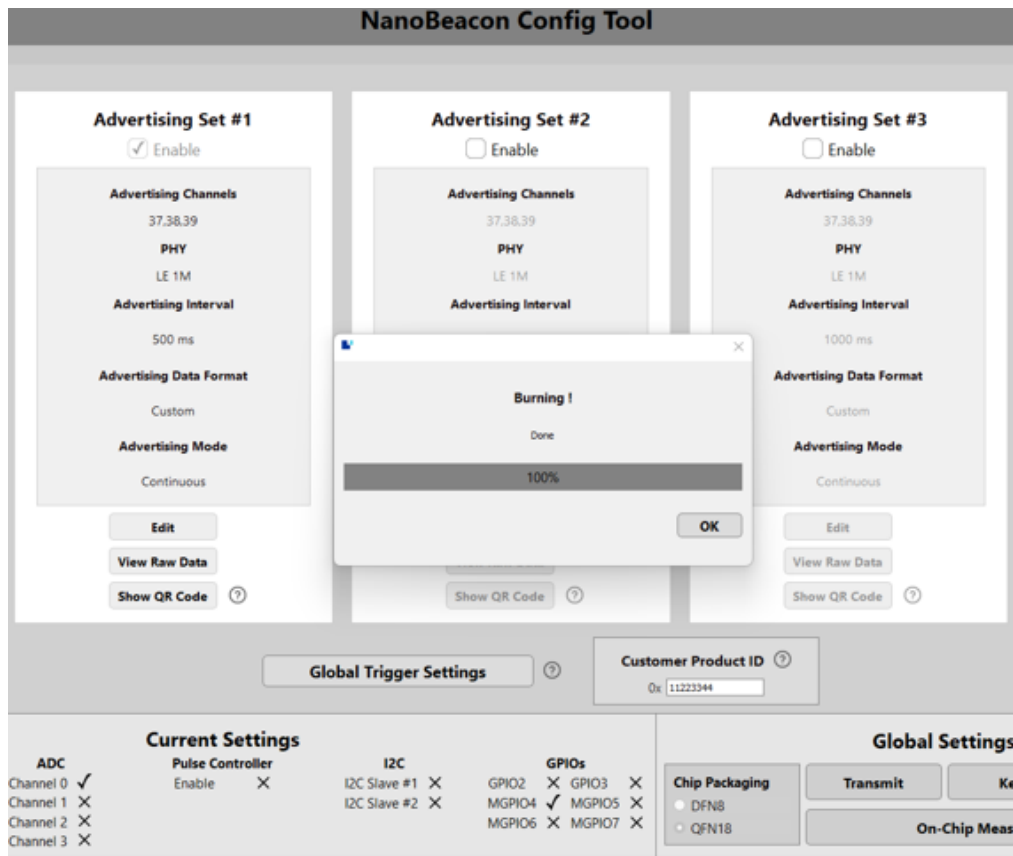 NanoBeacon Config Tool
Advertising Set #1
Enable
Advertising Channels
37,38,39
PHY
LE 1M
Advertising Interval
500 ms
Advertising Data Format
Custom
Advertising Mode
Continuous
Edit
View Raw Data
Show QR Code ?
Advertising Set #2
Enable
Advertising Channels
37,38,39
PHY
LE 1M
Advertising Interval
Show QR Code ?
Advertising Set #3
Enable
Advertising Channels
37,38,39
PHY
LE 1M
Advertising Interval
1000 ms
Advertising Data Format
Custom
Advertising Mode
Continuous
Edit
View Raw Data
Show QR Code ?
Burning !
Done
100%
OK
Global Trigger Settings ?
Customer Product ID ?
0x 11223344
Current Settings
ADC
Channel 0
Channel 1
Channel 2
Channel 3
Pulse Controller
Enable
I2C
I2C Slave #1
I2C Slave #2
GPIOs
GPIO2 GPIO3
MGPIO4 MGPIO5
MGPIO6 MGPIO7
Global Settings
Chip Packaging
DFN8
QFN18
Transmit
Ke
On-Chip Meas